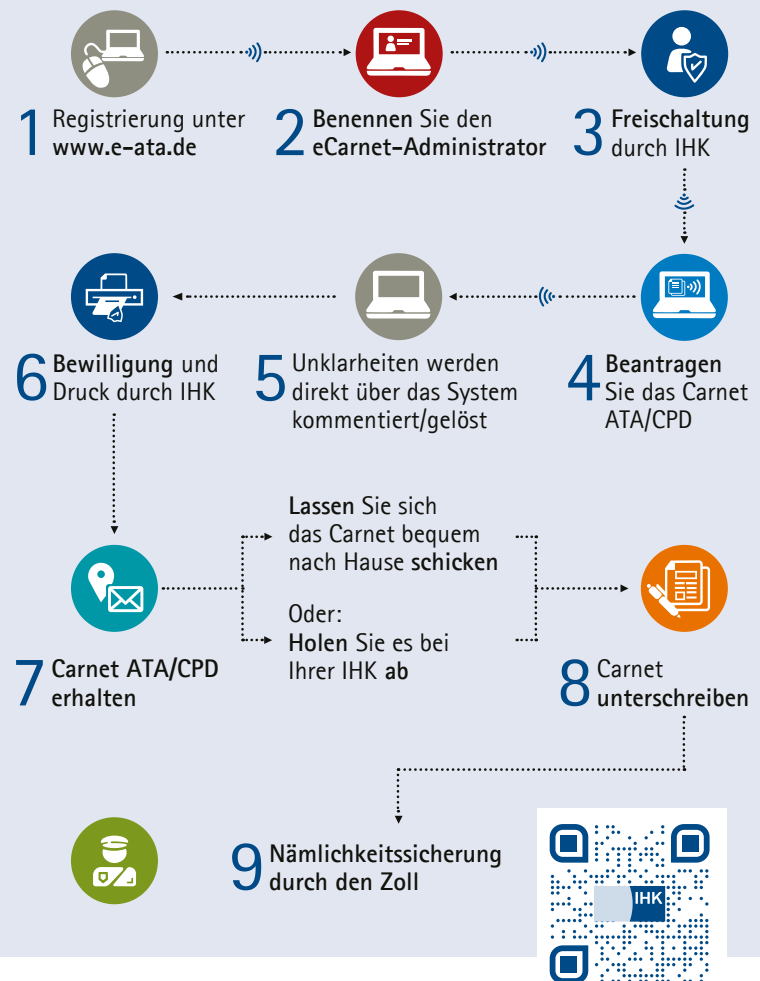 1 Registrierung unter
www.e-ata.de
2 Benennen Sie den
eCarnet-Administrator
3 Freischaltung
durch IHK
4 Beantragen
Sie das Carnet
ATA/CPD
5 Unklarheiten werden
direkt über das System
kommentiert/gelöst
6 Bewilligung und
Druck durch IHK
7 Carnet ATA/CPD
erhalten
Lassen Sie sich
das Carnet bequem
nach Hause schicken
Oder:
Holen Sie es bei
Ihrer IHK ab
8 Carnet
unterschreiben
9 Nämlichkeitssicherung
durch den Zoll
IHK